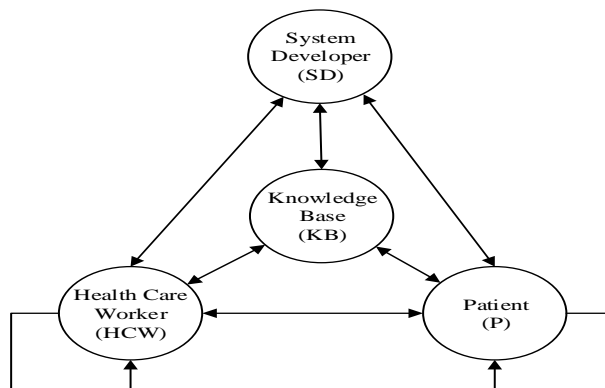 System
Developer
(SD)
Knowledge
Base
(KB)
Health Care
Worker
(HCW)
Patient
(P)